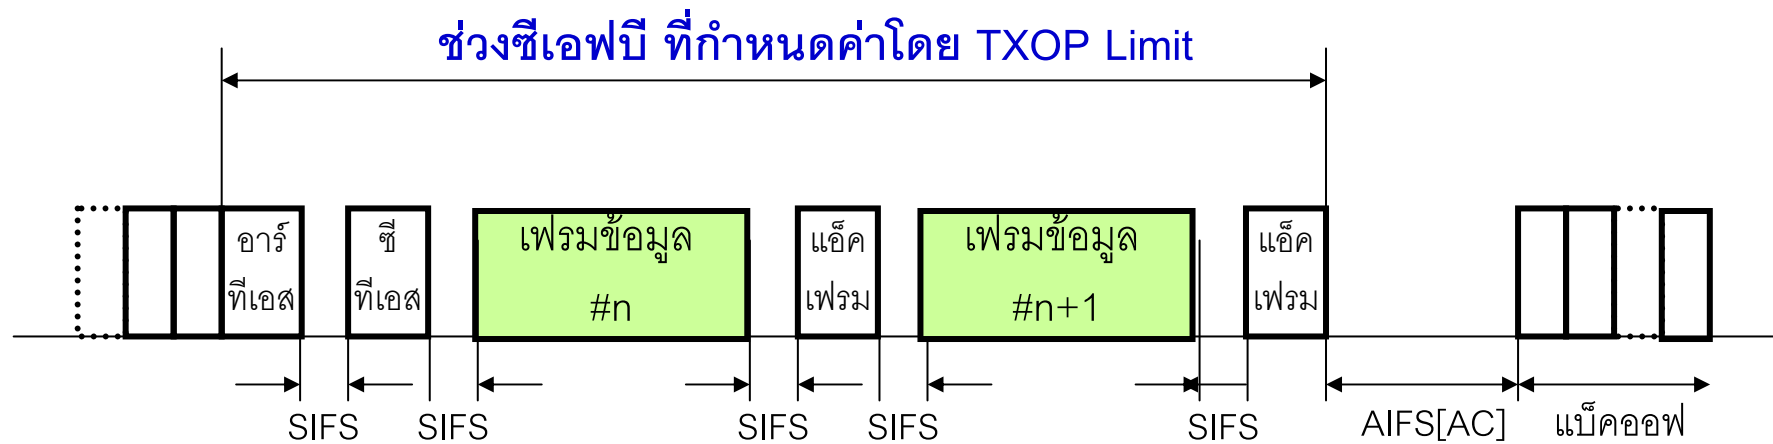 ช่วงซีเอฟบี ที่กำหนดค่าโดย TXOP Limit
อาร์
ทีเอส
ซี
ทีเอส
เฟรมข้อมูล
#n
แอ็ค
เฟรม
เฟรมข้อมูล
#n+1
แอ็ค
เฟรม
SIFS
SIFS
SIFS
SIFS
SIFS
AIFS[AC]
แบ็คออฟ